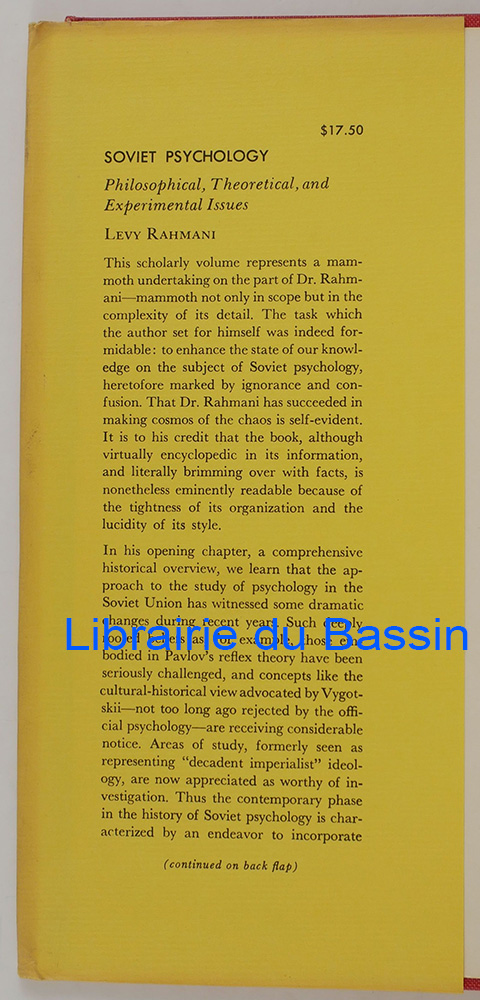 $17.50
SOVIET PSYCHOLOGY
Philosophical, Theoretical, and
Experimental Issues
LEVY RAHMANI
This scholarly volume represents a mam-
moth undertaking on the part of Dr. Rahm-
ani—mammoth not only in scope but in the
complexity of its detail. The task which
the author set for himself was indeed for-
midable: to enhance the state of our knowl-
edge on the subject of Soviet psychology,
heretofore marked by ignorance and con-
fusion. That Dr. Rahmani has succeeded in
making cosmos of the chaos is self-evident.
It is to his credit that the book, although
virtually encyclopedic in its information,
and literally brimming over with facts, is
nonetheless eminently readable because of
the tightness of its organization and the
lucidity of its style.
In his opening chapter, a comprehensive
historical overview, we learn that the ap-
proach to the study of psychology in the
Soviet Union has witnessed some dramatic
changes during recent years. Such deeply
Librairie du Bassin
rooted beliefs as, for example, those em-
bodied in Pavlov's reflex theory have been
seriously challenged, and concepts like the
cultural-historical view advocated by Vygot-
skii—not too long ago rejected by the offi-
cial psychology—are receiving considerable
notice. Areas of study, formerly seen as
representing "decadent imperialist" ideol-
ogy, are now appreciated as worthy of in-
vestigation. Thus the contemporary phase
in the history of Soviet psychology is char-
acterized by an endeavor to incorporate
(continued on back flap)